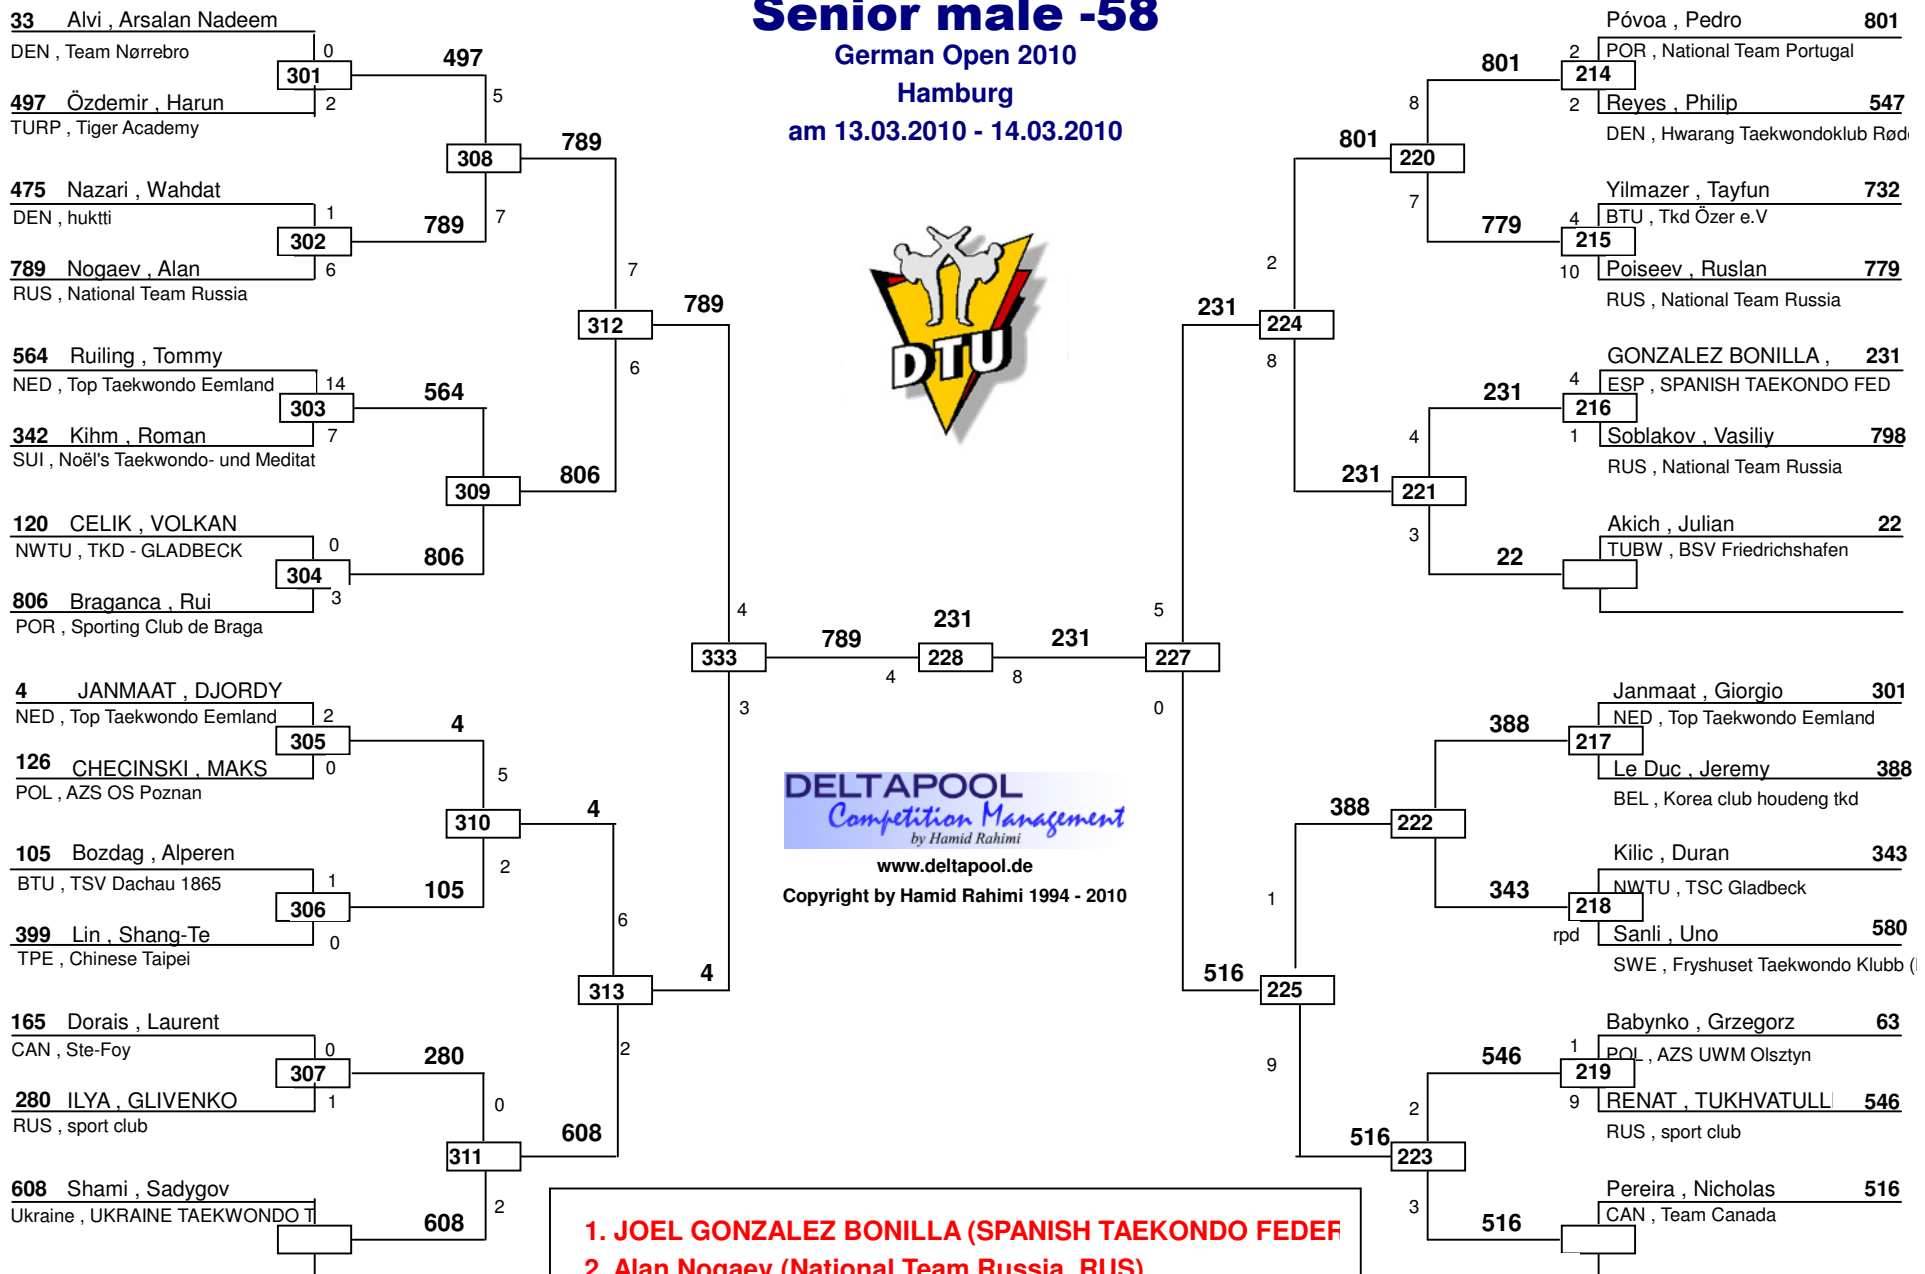 Senior male -58
German Open 2010
Hamburg
am 13.03.2010 - 14.03.2010
33 Alvi , Arsalan Nadeem
DEN , Team Nørrebro
0
301
497
497 Özdemir , Harun
2
TURP , Tiger Academy
5
308
789
475 Nazari , Wahdat
DEN , huktti
1
302
789
7
789 Nogaev , Alan
6
RUS , National Team Russia
7
312
789
6
564 Ruiling , Tommy
NED , Top Taekwondo Eemland
14
303
564
342 Kihm , Roman
7
SUI , Noël's Taekwondo- und Meditat
309
806
120 CELIK , VOLKAN
NWTU , TKD - GLADBECK
0
304
806
806 Braganca , Rui
3
POR , Sporting Club de Braga
4
333
789
3
4 JANMAAT , DJORDY
NED , Top Taekwondo Eemland
2
305
4
126 CHECINSKI , MAKS
0
POL , AZS OS Poznan
5
310
4
2
105 Bozdag , Alperen
BTU , TSV Dachau 1865
1
306
105
399 Lin , Shang-Te
0
TPE , Chinese Taipei
6
313
4
2
165 Dorais , Laurent
CAN , Ste-Foy
0
307
280
280 ILYA , GLIVENKO
1
RUS , sport club
0
311
608
2
608 Shami , Sadygov
Ukraine , UKRAINE TAEKWONDO T
608
DTU
231
4
228
8
231
DELTAPOOL
Competition Management
by Hamid Rahimi
www.deltapool.de
Copyright by Hamid Rahimi 1994 - 2010
Póvoa , Pedro 801
2
POR , National Team Portugal
801
214
2
Reyes , Philip 547
DEN , Hwarang Taekwondoklub Rød
8
801
220
7
Yilmazer , Tayfun 732
4
BTU , Tkd Özer e.V
779
215
10
Poiseev , Ruslan 779
RUS , National Team Russia
2
231
224
8
GONZALEZ BONILLA , 231
4
ESP , SPANISH TAEKONDO FED
231
216
1
Soblakov , Vasiliy 798
RUS , National Team Russia
4
231
221
3
Akich , Julian 22
TUBW , BSV Friedrichshafen
22
5
227
0
Janmaat , Giorgio 301
NED , Top Taekwondo Eemland
388
217
Le Duc , Jeremy 388
BEL , Korea club houdeng tkd
388
222
Kilic , Duran 343
NWTU , TSC Gladbeck
343
218
rpd
Sanli , Uno 580
SWE , Fryshuset Taekwondo Klubb (
1
516
225
9
Babynko , Grzegorz 63
1
POL , AZS UWM Olsztyn
546
219
9
RENAT , TUKHVATULL 546
RUS , sport club
2
516
223
3
Pereira , Nicholas 516
CAN , Team Canada
516
1. JOEL GONZALEZ BONILLA (SPANISH TAEKONDO FEDER
2. Alan Nogaev (National Team Russia, RUS)